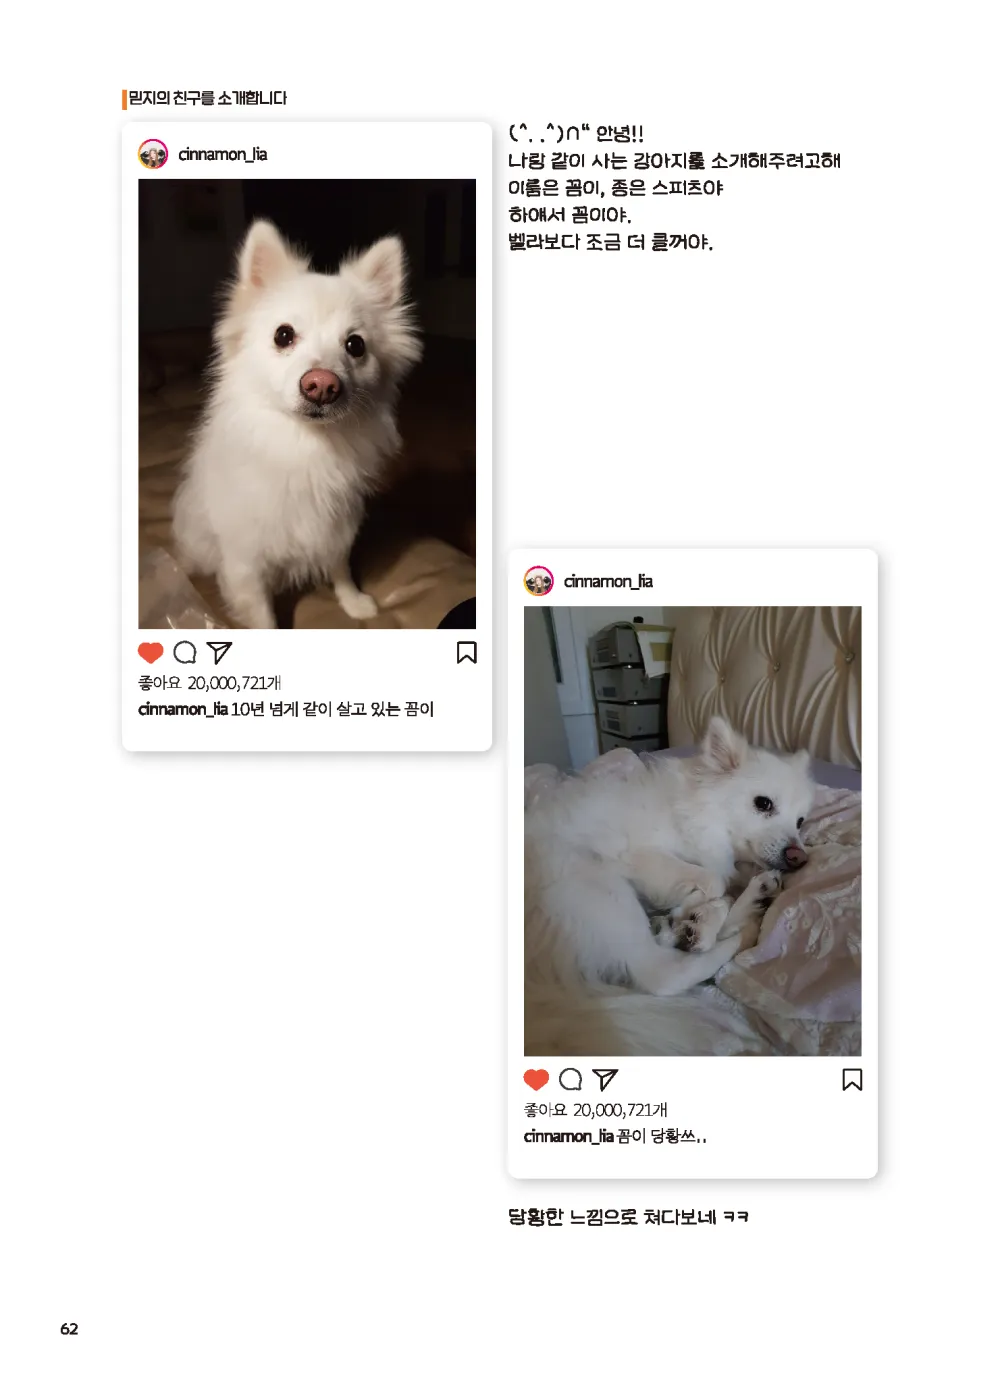 믿지의 친구를 소개합니다
cinnamon_lia
(^. .^)∩“ 안녕!!
나랑 같이 사는 강아지를 소개해주려고해
이름은 꼼이, 종은 스피츠야
하얘서 꼼이야.
벨라보다 조금 더 클꺼야.
좋아요 20,000,721개
cinnamon_lia 10년 넘게 같이 살고 있는 꼼이
cinnamon_lia
좋아요 20,000,721개
cinnamon_lia 꼼이 당황쓰..
당황한 느낌으로 쳐다보네 ㅋㅋ
62